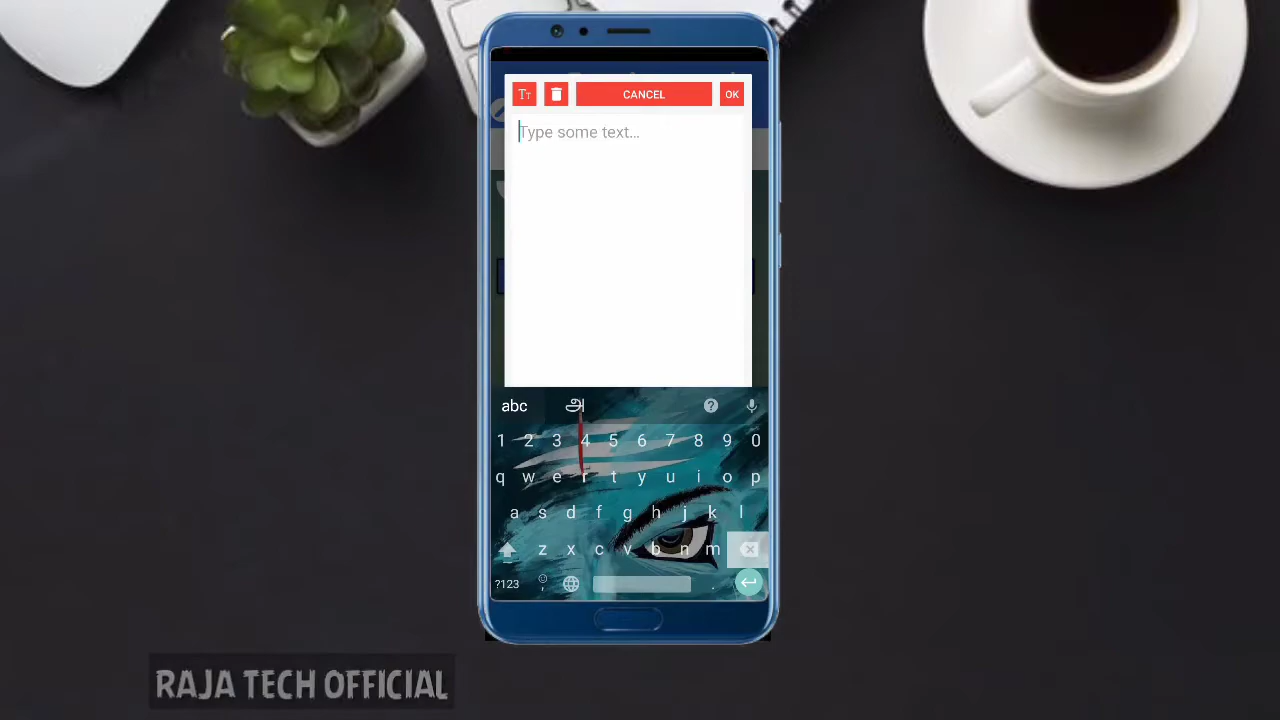 Tт CANCEL OK
Type some text...
abc அ
1 2 3 4 5 6 7 8 9 0
q w e r t y u i o p
a s d f g h j k l
z x c v b n m
?123 , .
RAJA TECH OFFICIAL